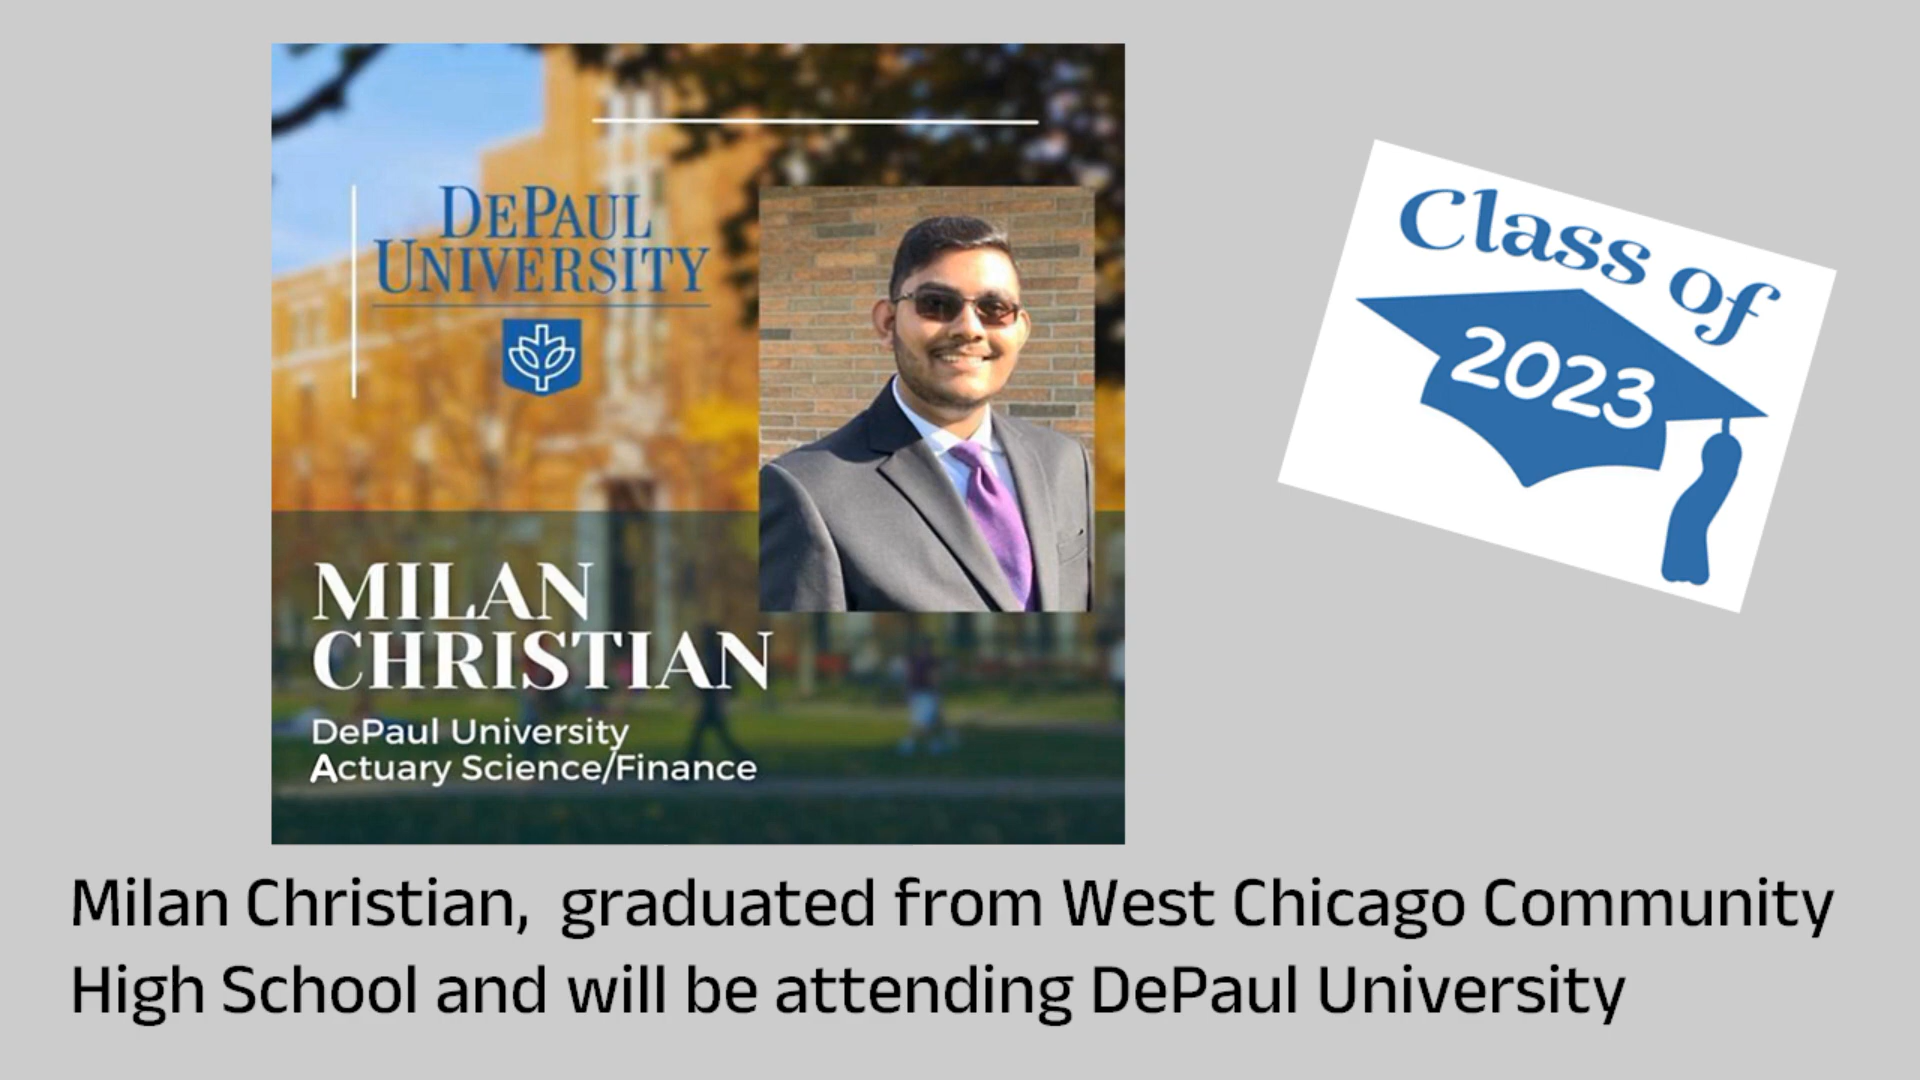 DEPAUL
UNIVERSITY
MILAN
CHRISTIAN
DePaul University
Actuary Science/Finance
Class of
2023
Milan Christian,  graduated from West Chicago Community
High School and will be attending DePaul University